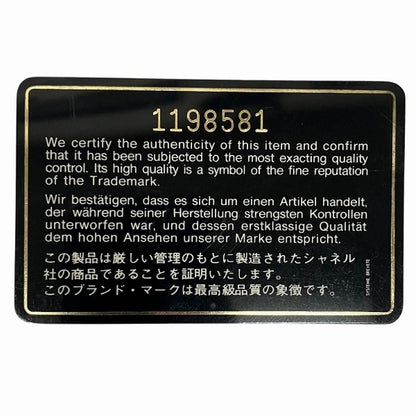 1198581
We certify the authenticity of this item and confirm
that it has been subjected to the most exacting quality
control. Its high quality is a symbol of the fine reputation
of the Trademark.
Wir bestätigen, dass es sich um einen Artikel handelt,
der während seiner Herstellung strengsten Kontrollen
unterworfen war, und dessen erstklassige Qualität
dem hohen Ansehen unserer Marke entspricht.
この製品は厳しい管理のもとに製造されたシャネル
社の商品であることを証明いたします。
このブランド・マークは最高級品質の象徴です。